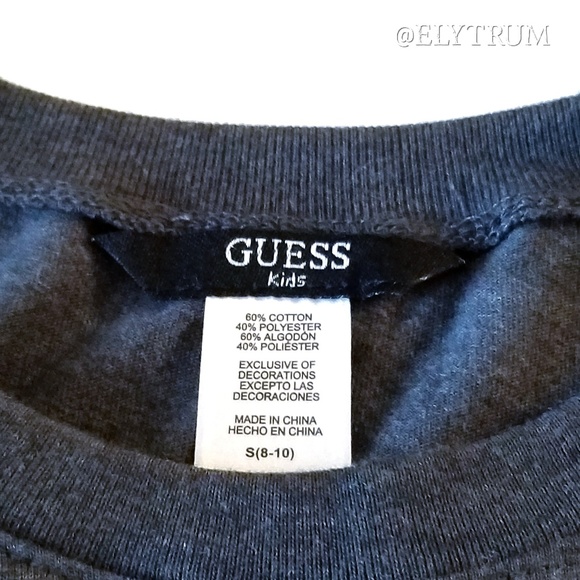 @ELYTRUM
GUESS
Kids
60% COTTON
40% POLYESTER
60% ALGODÓN
40% POLIÉSTER
EXCLUSIVE OF
DECORATIONS
EXCEPTO LAS
DECORACIONES
MADE IN CHINA
HECHO EN CHINA
S(8-10)